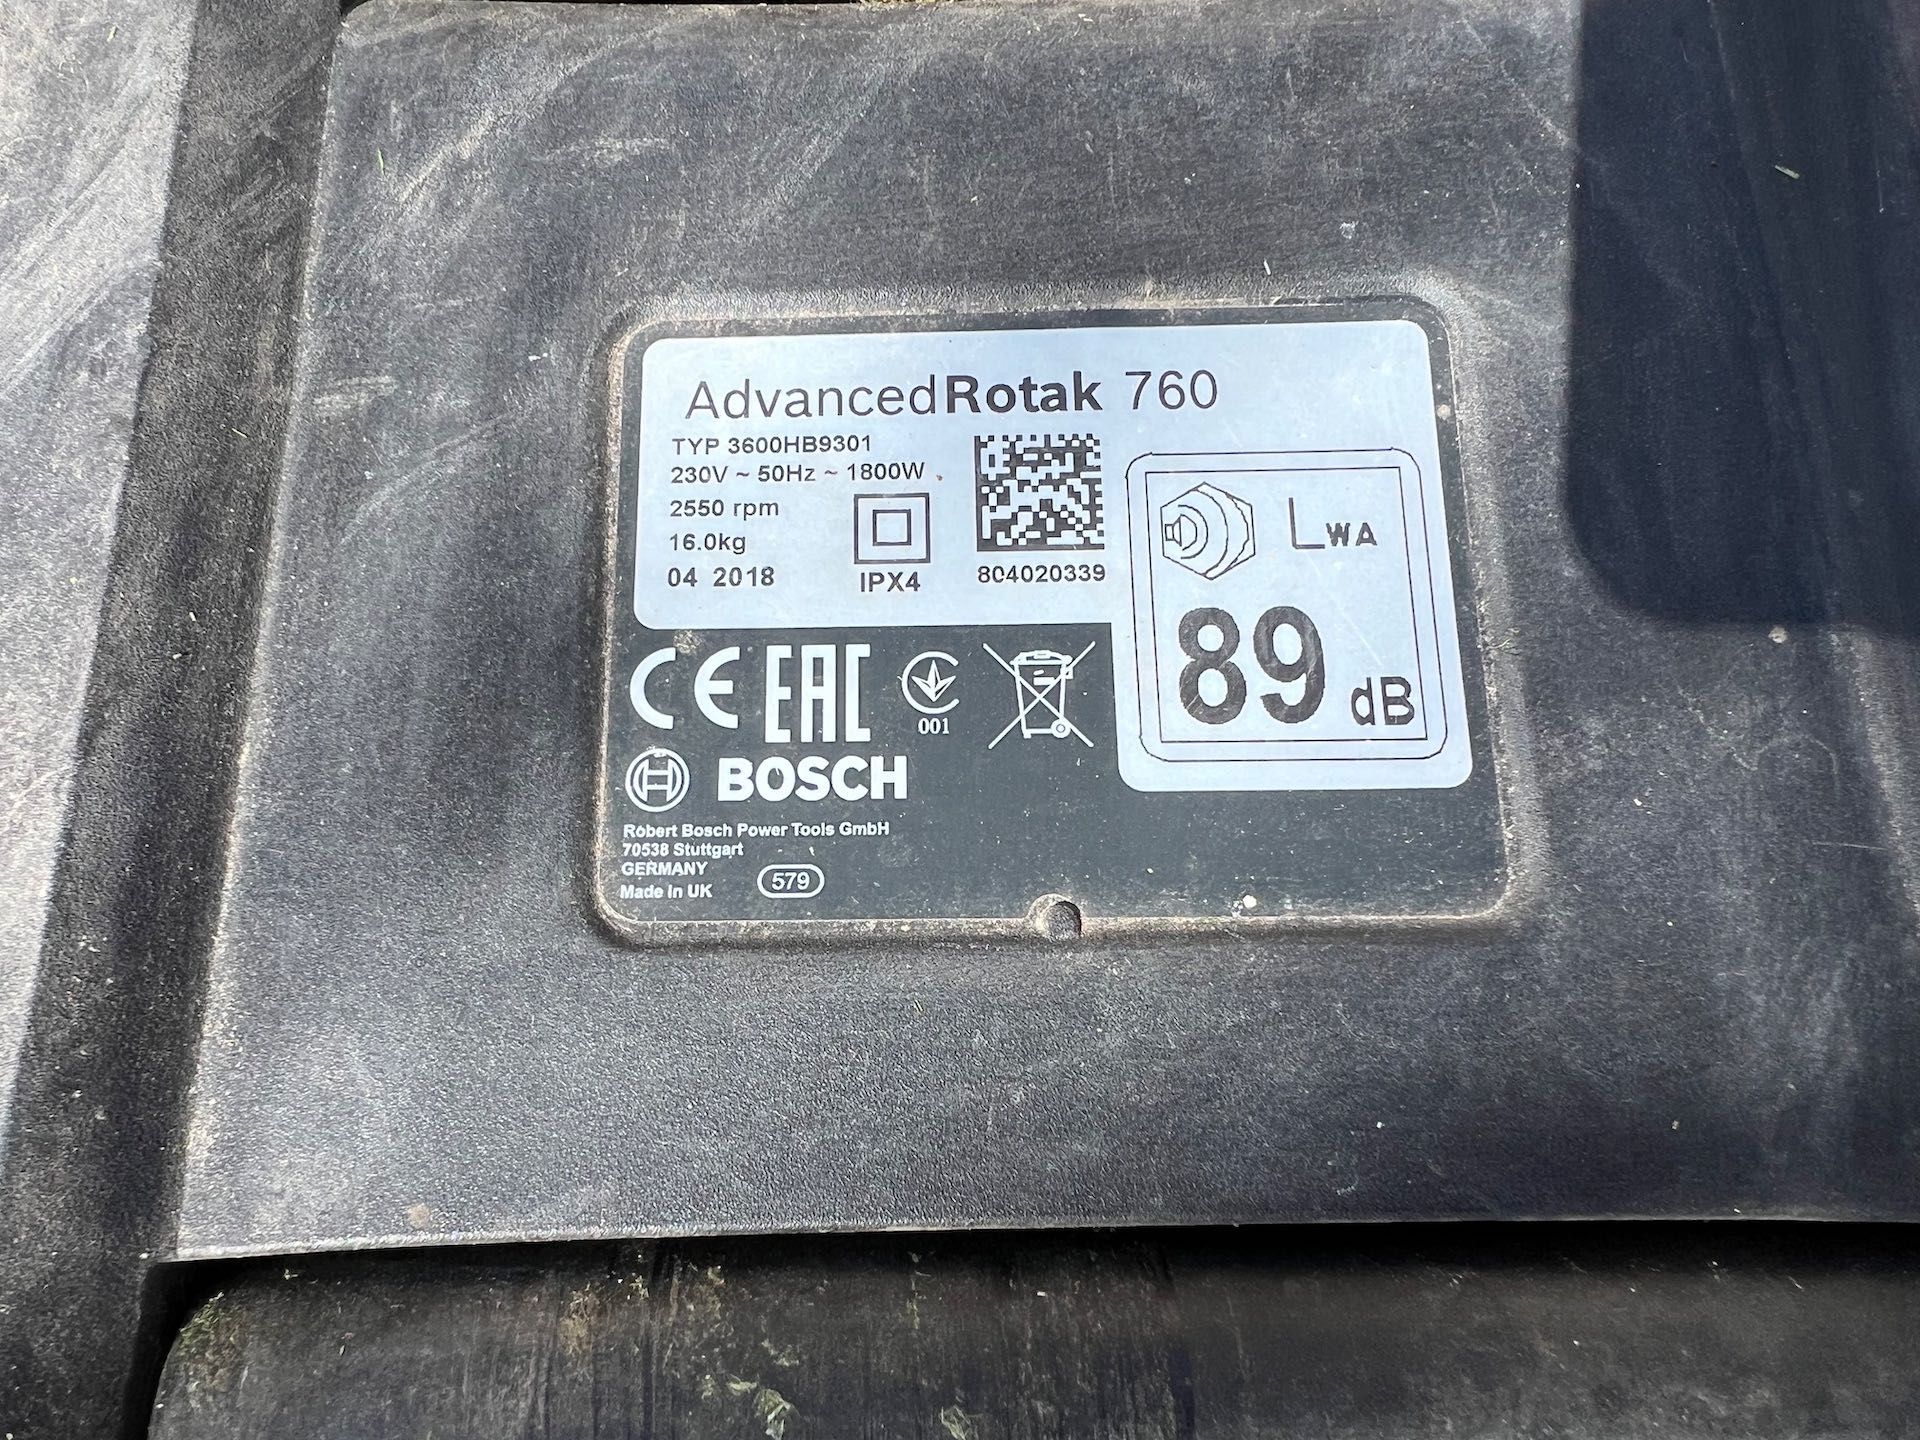 AdvancedRotak 760
TYP 3600HB9301
230V ~ 50Hz ~ 1800W
2550 rpm
16.0kg
04 2018
IPX4
804020339
LWA
89 dB
CE EAC
001
BOSCH
Robert Bosch Power Tools GmbH
70538 Stuttgart
GERMANY
Made in UK
579